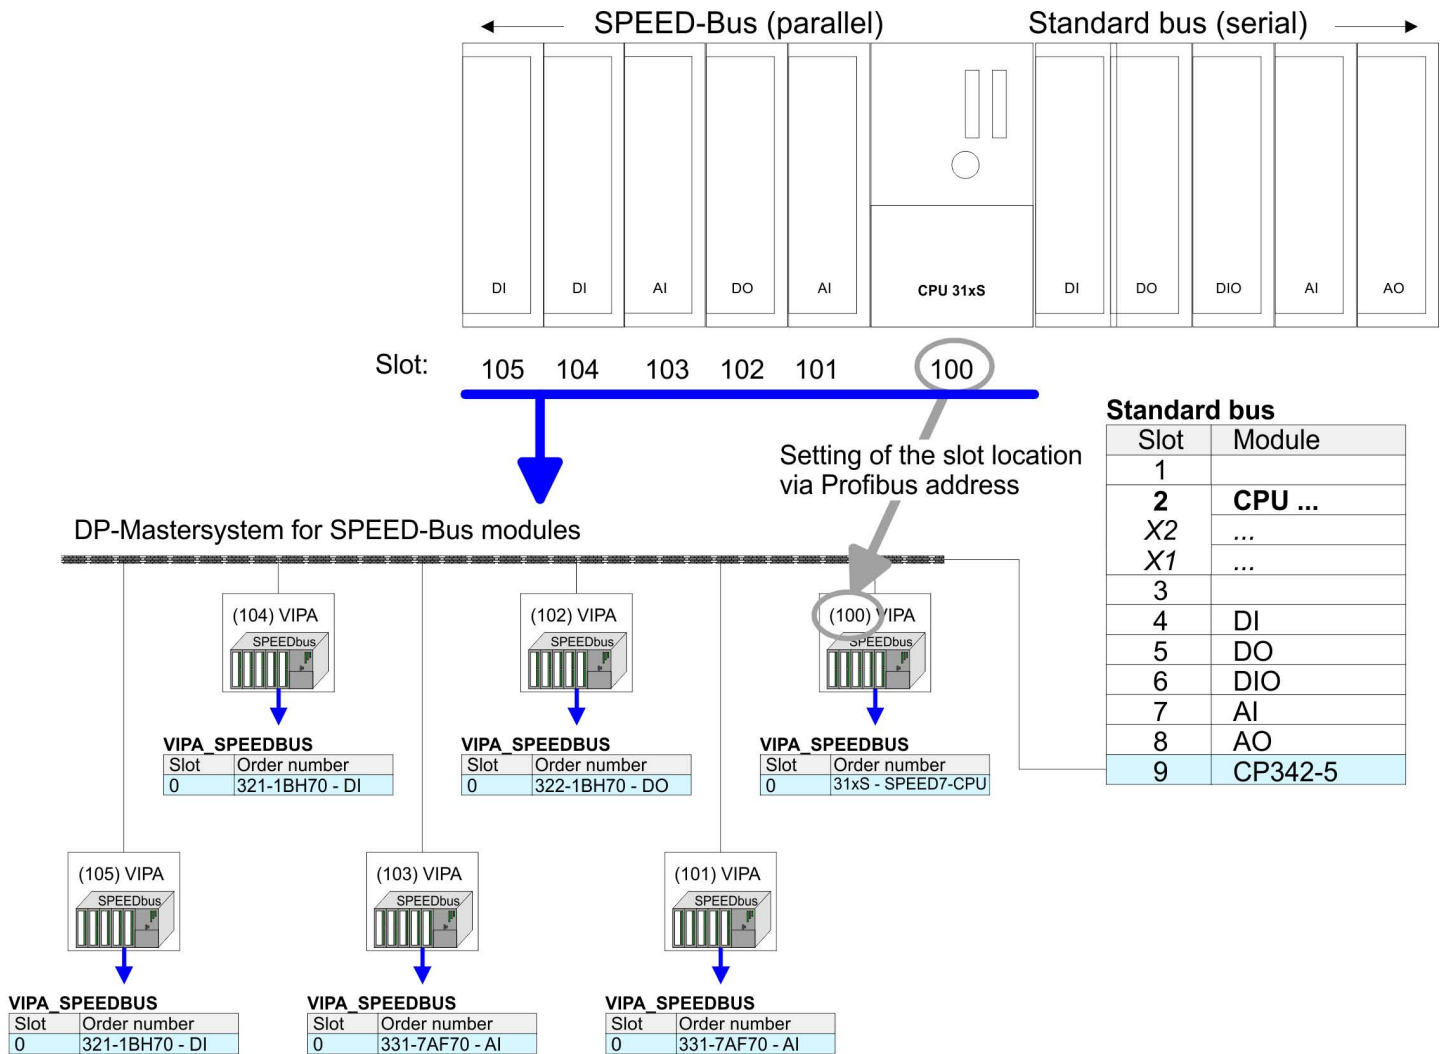 SPEED-Bus (parallel)
Standard bus (serial)
DI
DI
AI
DO
AI
CPU 31xS
DI
DO
DIO
AI
AO
Slot:
105
104
103
102
101
100
Setting of the slot location
via Profibus address
DP-Mastersystem for SPEED-Bus modules
Standard bus
Slot Module
1
2 CPU ...
X2 ...
X1 ...
3
4 DI
5 DO
6 DIO
7 AI
8 AO
9 CP342-5
(104) VIPA
SPEEDbus
VIPA_SPEEDBUS
Slot Order number
0 321-1BH70 - DI
(102) VIPA
SPEEDbus
VIPA_SPEEDBUS
Slot Order number
0 322-1BH70 - DO
(100) VIPA
SPEEDbus
VIPA_SPEEDBUS
Slot Order number
0 31xS - SPEED7-CPU
(105) VIPA
SPEEDbus
VIPA_SPEEDBUS
Slot Order number
0 321-1BH70 - DI
(103) VIPA
SPEEDbus
VIPA_SPEEDBUS
Slot Order number
0 331-7AF70 - AI
(101) VIPA
SPEEDbus
VIPA_SPEEDBUS
Slot Order number
0 331-7AF70 - AI